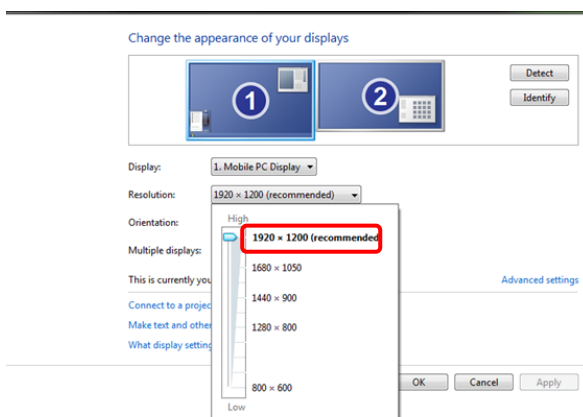 Change the appearance of your displays
1
2
Detect
Identify
Display: 1. Mobile PC Display
Resolution: 1920 × 1200 (recommended)
Orientation: High
1920 × 1200 (recommended
Multiple displays:
1680 × 1050
This is currently you Advanced settings
1440 × 900
Connect to a projec
Make text and other 1280 × 800
What display setting
800 × 600
OK Cancel Apply
Low